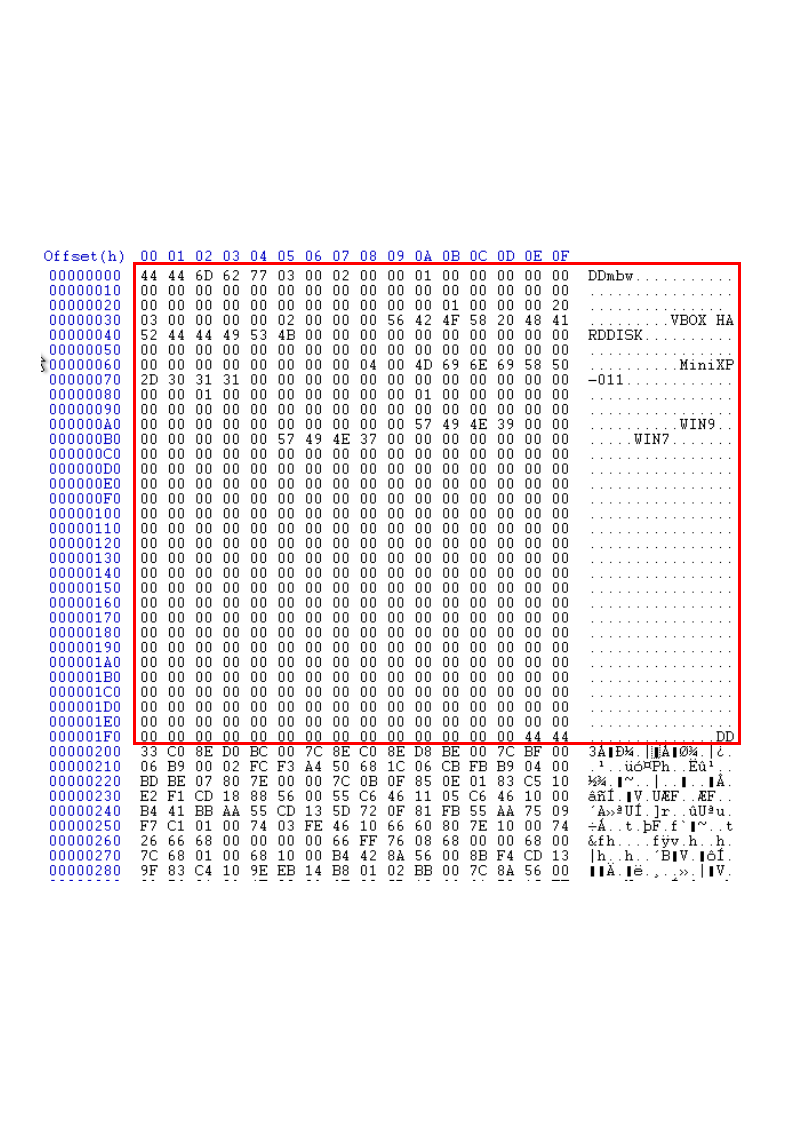 Offset(h) 00 01 02 03 04 05 06 07 08 09 0A 0B 0C 0D 0E 0F
00000000 44 44 6D 62 77 03 00 02 00 00 01 00 00 00 00 00 DDmbw...........
00000010 00 00 00 00 00 00 00 00 00 00 00 00 00 00 00 00 ................
00000020 00 00 00 00 00 00 00 00 00 00 00 01 00 00 00 20 ...............
00000030 03 00 00 00 00 02 00 00 00 56 42 4F 58 20 48 41 .........VBOX HA
00000040 52 44 44 49 53 4B 00 00 00 00 00 00 00 00 00 00 RDDISK..........
00000050 00 00 00 00 00 00 00 00 00 00 00 00 00 00 00 00 ................
00000060 00 00 00 00 00 00 00 00 04 00 4D 69 6E 69 58 50 ..........MiniXP
00000070 2D 30 31 31 00 00 00 00 00 00 00 00 00 00 00 00 -011............
00000080 00 00 01 00 00 00 00 00 00 00 01 00 00 00 00 00 ................
00000090 00 00 00 00 00 00 00 00 00 00 00 00 00 00 00 00 ................
000000A0 00 00 00 00 00 00 00 00 00 00 57 49 4E 39 00 00 ..........WIN9..
000000B0 00 00 00 00 00 57 49 4E 37 00 00 00 00 00 00 00 .....WIN7.......
000000C0 00 00 00 00 00 00 00 00 00 00 00 00 00 00 00 00 ................
000000D0 00 00 00 00 00 00 00 00 00 00 00 00 00 00 00 00 ................
000000E0 00 00 00 00 00 00 00 00 00 00 00 00 00 00 00 00 ................
000000F0 00 00 00 00 00 00 00 00 00 00 00 00 00 00 00 00 ................
00000100 00 00 00 00 00 00 00 00 00 00 00 00 00 00 00 00 ................
00000110 00 00 00 00 00 00 00 00 00 00 00 00 00 00 00 00 ................
00000120 00 00 00 00 00 00 00 00 00 00 00 00 00 00 00 00 ................
00000130 00 00 00 00 00 00 00 00 00 00 00 00 00 00 00 00 ................
00000140 00 00 00 00 00 00 00 00 00 00 00 00 00 00 00 00 ................
00000150 00 00 00 00 00 00 00 00 00 00 00 00 00 00 00 00 ................
00000160 00 00 00 00 00 00 00 00 00 00 00 00 00 00 00 00 ................
00000170 00 00 00 00 00 00 00 00 00 00 00 00 00 00 00 00 ................
00000180 00 00 00 00 00 00 00 00 00 00 00 00 00 00 00 00 ................
00000190 00 00 00 00 00 00 00 00 00 00 00 00 00 00 00 00 ................
000001A0 00 00 00 00 00 00 00 00 00 00 00 00 00 00 00 00 ................
000001B0 00 00 00 00 00 00 00 00 00 00 00 00 00 00 00 00 ................
000001C0 00 00 00 00 00 00 00 00 00 00 00 00 00 00 00 00 ................
000001D0 00 00 00 00 00 00 00 00 00 00 00 00 00 00 00 00 ................
000001E0 00 00 00 00 00 00 00 00 00 00 00 00 00 00 00 00 ................
000001F0 00 00 00 00 00 00 00 00 00 00 00 00 00 00 44 44 ..............DD
00000200 33 C0 8E D0 BC 00 7C 8E C0 8E D8 BE 00 7C BF 00 3À▮Ð¼.|▮À▮Ø¾.|¿.
00000210 06 B9 00 02 FC F3 A4 50 68 1C 06 CB FB B9 04 00 .¹..üó¤Ph..Ëû¹..
00000220 BD BE 07 80 7E 00 00 7C 0B 0F 85 0E 01 83 C5 10 ½¾.▮~..|..▮..▮Å.
00000230 E2 F1 CD 18 88 56 00 55 C6 46 11 05 C6 46 10 00 âñÍ.▮V.UÆF..ÆF..
00000240 B4 41 BB AA 55 CD 13 5D 72 0F 81 FB 55 AA 75 09 ´A»ªUÍ.]r..ûUªu.
00000250 F7 C1 01 00 74 03 FE 46 10 66 60 80 7E 10 00 74 ÷Á..t.þF.f`▮~..t
00000260 26 66 68 00 00 00 00 66 FF 76 08 68 00 00 68 00 &fh....fÿv.h..h.
00000270 7C 68 01 00 68 10 00 B4 42 8A 56 00 8B F4 CD 13 |h..h..´B▮V.▮ôÍ.
00000280 9F 83 C4 10 9E EB 14 B8 01 02 BB 00 7C 8A 56 00 ▮▮Ä.▮ë.¸..».|▮V.